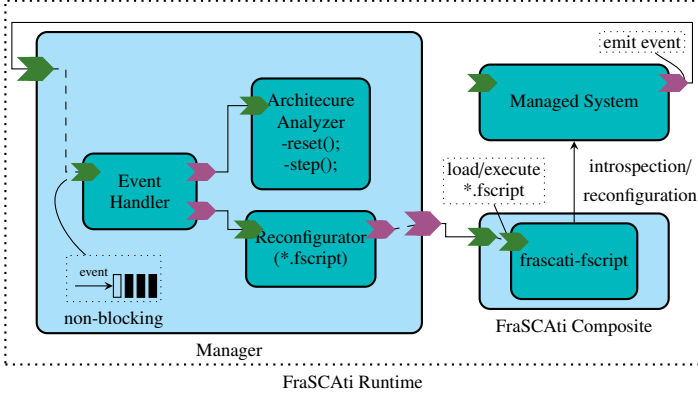 emit event
Architecure
Analyzer
-reset();
-step();
Managed System
Event
Handler
load/execute
*.fscript
introspection/
reconfiguration
Reconfigurator
(*.fscript)
frascati-fscript
event
non-blocking
FraSCAti Composite
Manager
FraSCAti Runtime